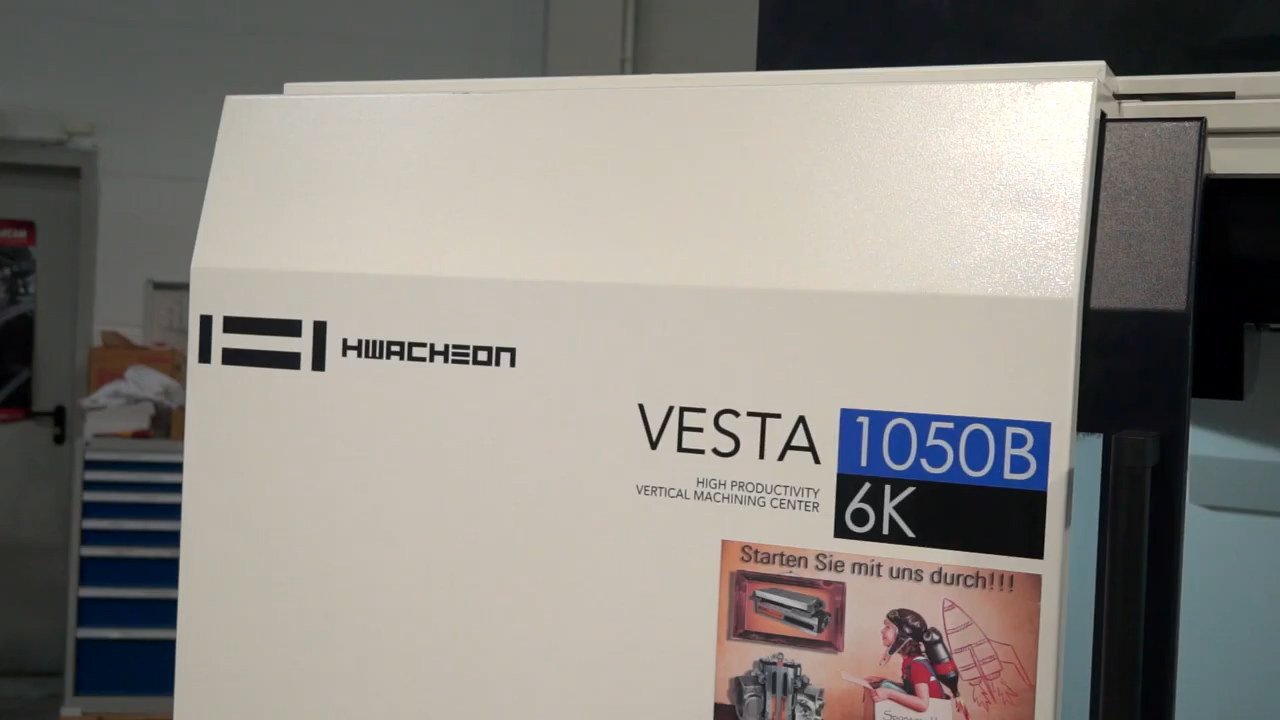 HWACHEON
VESTA 1050B
6K
HIGH PRODUCTIVITY
VERTICAL MACHINING CENTER
Starten Sie mit uns durch!!!